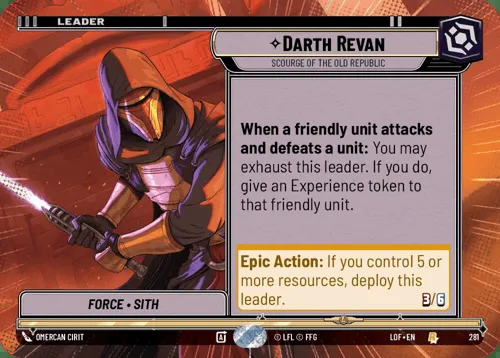 LEADER
✧DARTH REVAN
SCOURGE OF THE OLD REPUBLIC
When a friendly unit attacks
and defeats a unit: You may
exhaust this leader. If you do,
give an Experience token to
that friendly unit.
Epic Action: If you control 5 or
more resources, deploy this
leader.
3/6
FORCE • SITH
OMERCAN CIRIT
A
© LFL © FFG
LOF • EN
281